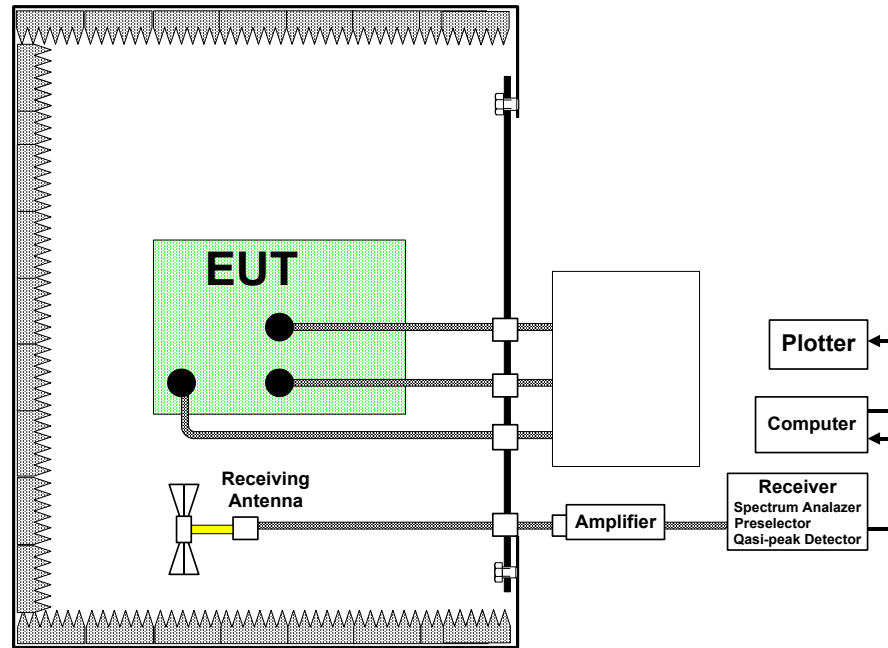 EUT
Plotter
Computer
Receiving
Antenna
Amplifier
Receiver
Spectrum Analazer
Preselector
Qasi-peak Detector